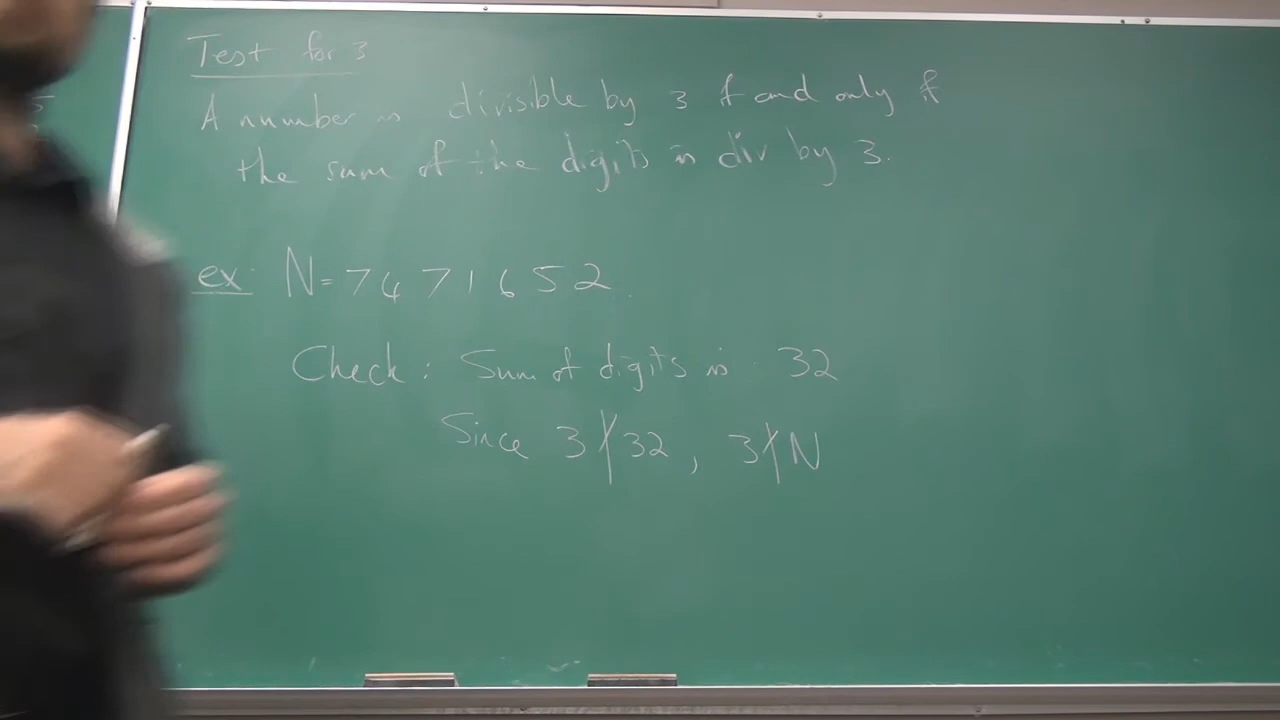 Test for 3
A number is divisible by 3 if and only if
the sum of the digits is div by 3.
ex: N=7471652
Check: Sum of digits is 32
Since 3∤32, 3∤N